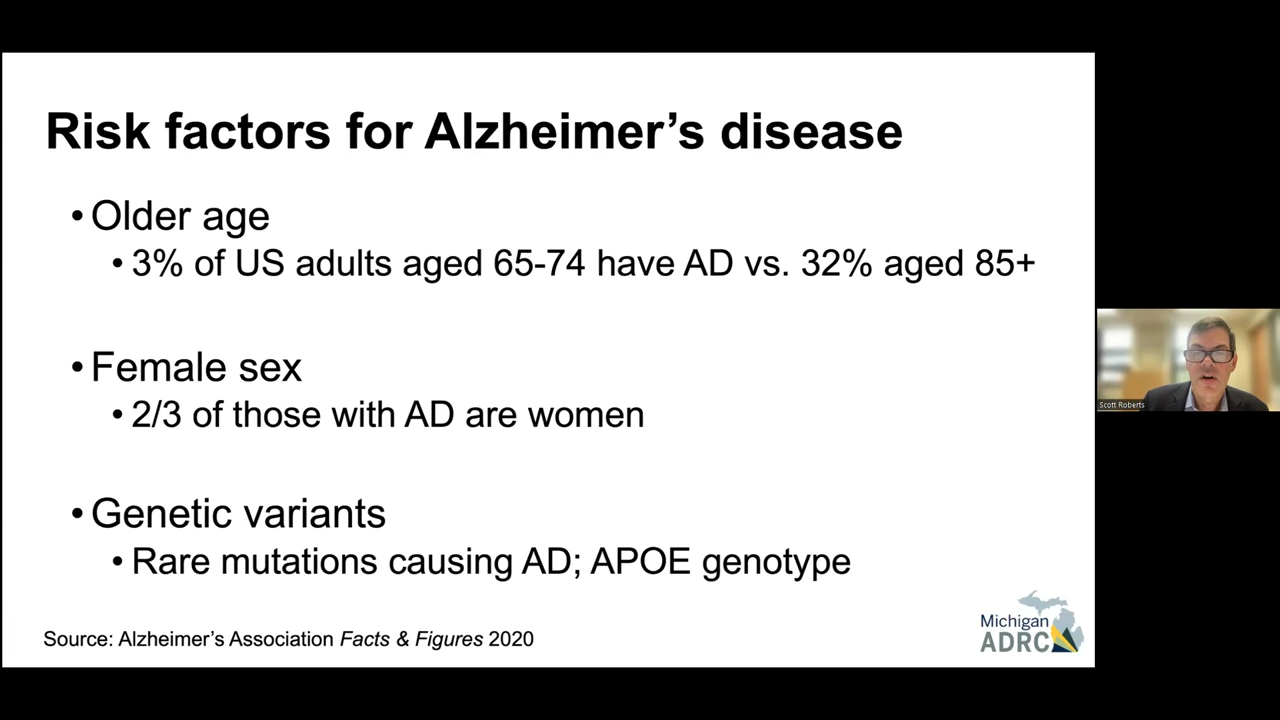 Risk factors for Alzheimer’s disease
• Older age
• 3% of US adults aged 65-74 have AD vs. 32% aged 85+
• Female sex
• 2/3 of those with AD are women
• Genetic variants
• Rare mutations causing AD; APOE genotype
Source: Alzheimer’s Association Facts & Figures 2020
Michigan
ADRC
Scott Roberts